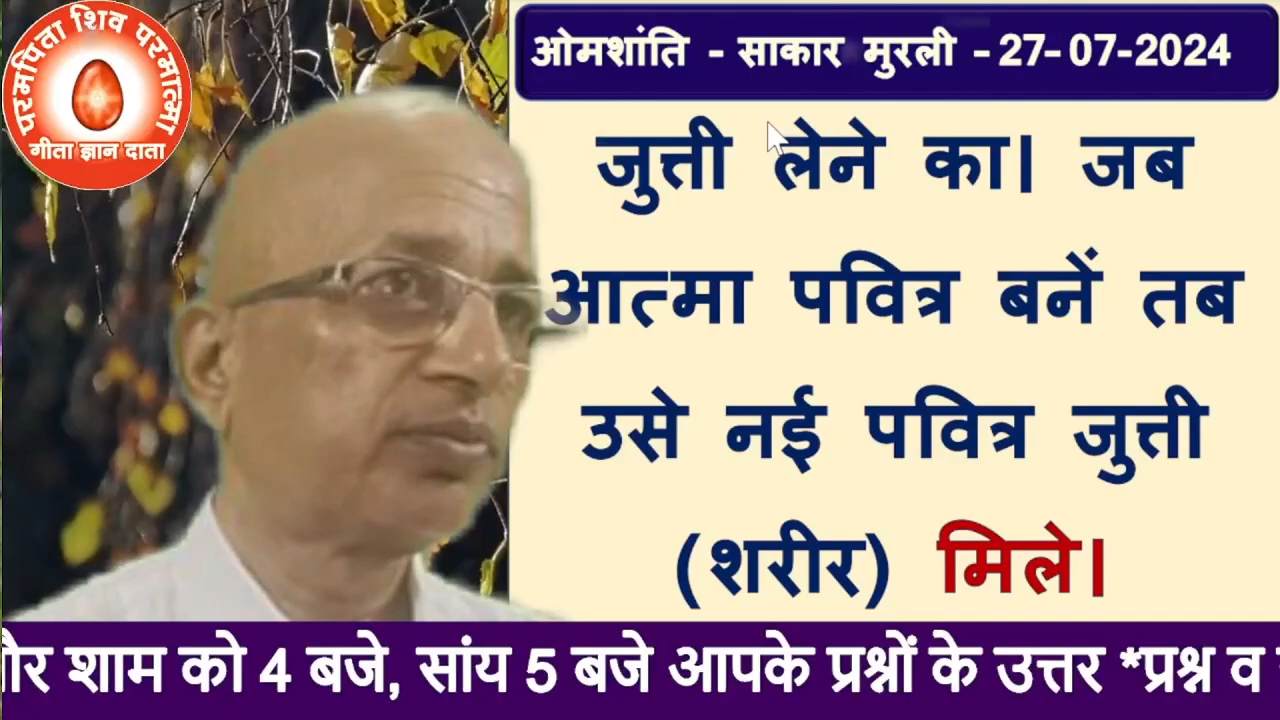 परमपिता शिव परमात्मा
गीता ज्ञान दाता
ओमशांति - साकार मुरली - 27- 07-2024
जुत्ती लेने का। जब
आत्मा पवित्र बनें तब
उसे नई पवित्र जुत्ती
(शरीर) मिले।
शाम को 4 बजे, सांय 5 बजे आपके प्रश्नों के उत्तर *प्रश्न व